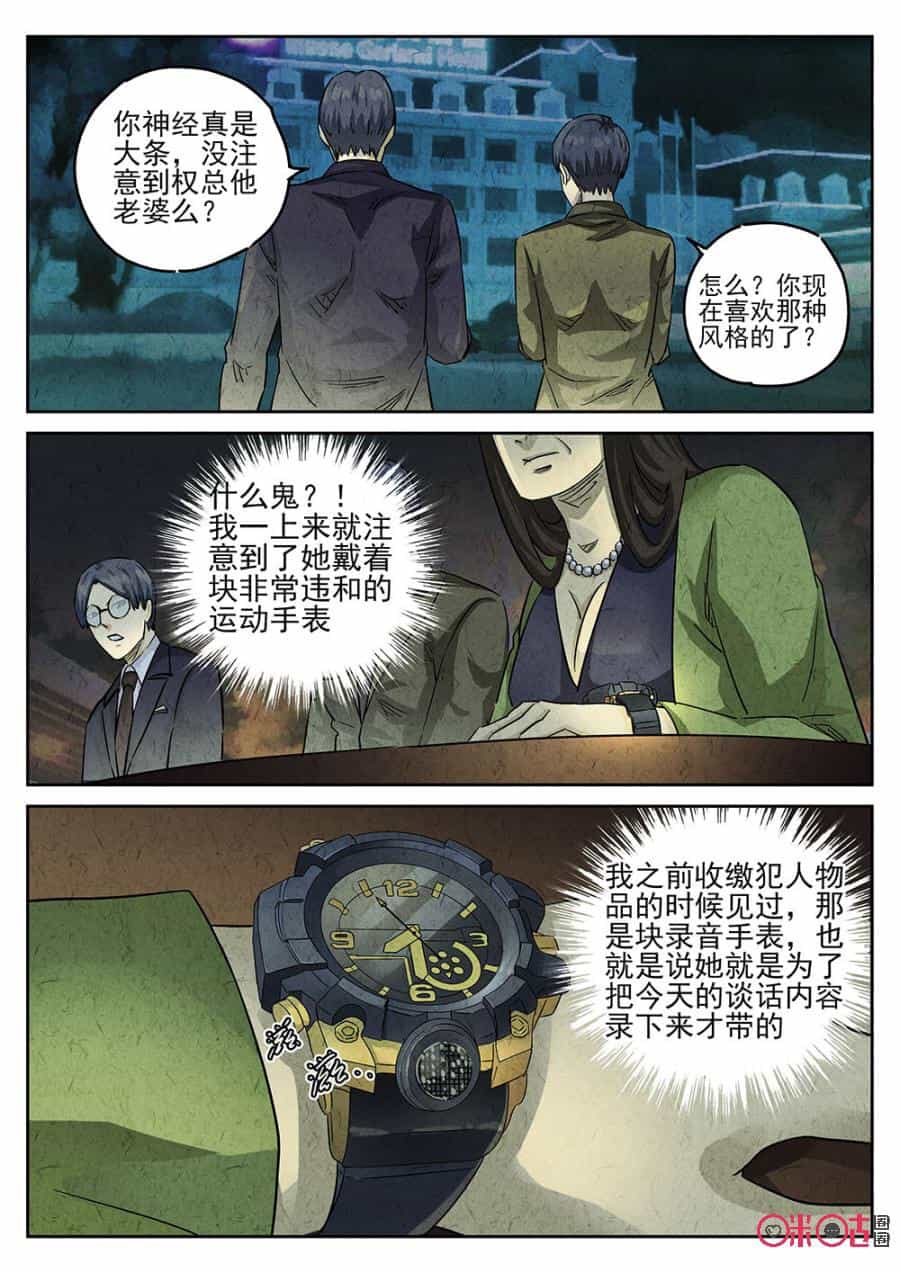 你神经真是
大条，没注
意到权总他
老婆么？
怎么？你现
在喜欢那种
风格的了？
什么鬼？！
我一上来就注
意到了她戴着
块非常违和的
运动手表
我之前收缴犯人物
品的时候见过，那
是块录音手表，也
就是说她就是为了
把今天的谈话内容
录下来才带的
12
9
6
滋
滋..
咪咕
圈圈